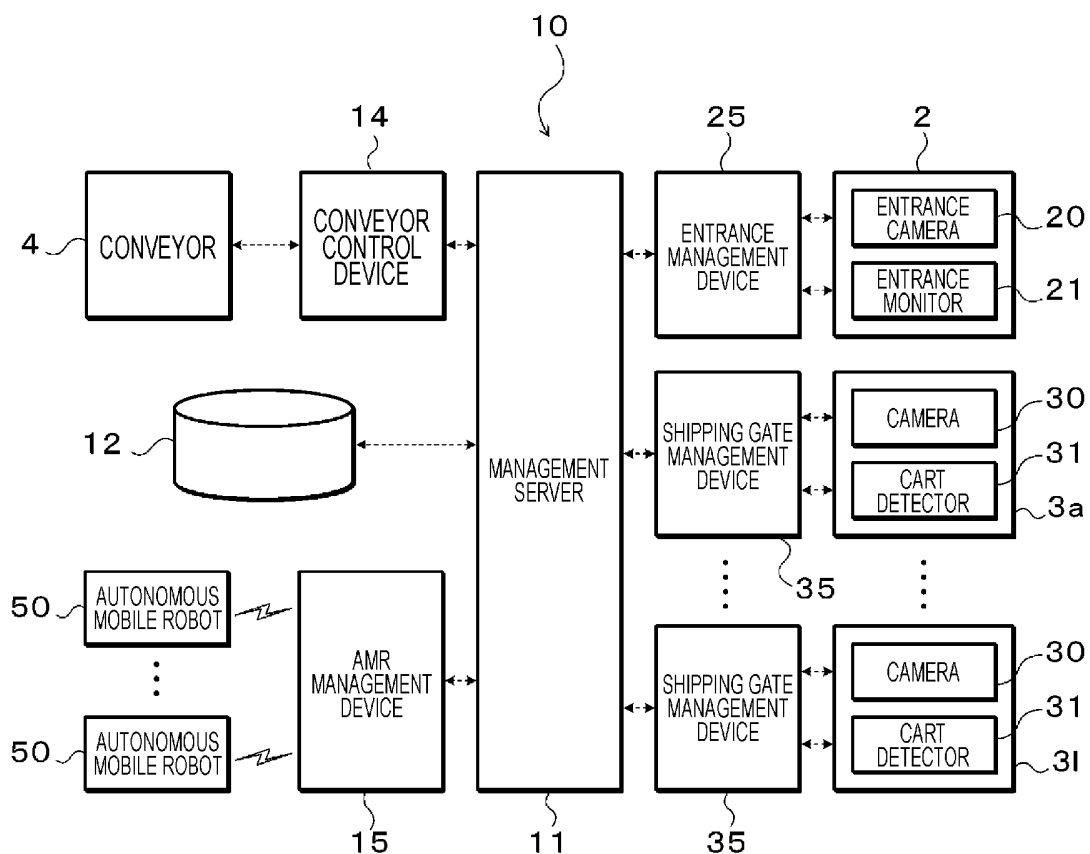 10
14
25
2
4
CONVEYOR
CONVEYOR
CONTROL
DEVICE
ENTRANCE
MANAGEMENT
DEVICE
ENTRANCE
CAMERA
20
ENTRANCE
MONITOR
21
12
MANAGEMENT
SERVER
SHIPPING GATE
MANAGEMENT
DEVICE
CAMERA
30
CART
DETECTOR
31
3a
35
50
AUTONOMOUS
MOBILE ROBOT
50
AUTONOMOUS
MOBILE ROBOT
AMR
MANAGEMENT
DEVICE
SHIPPING GATE
MANAGEMENT
DEVICE
CAMERA
30
CART
DETECTOR
31
3l
15
11
35